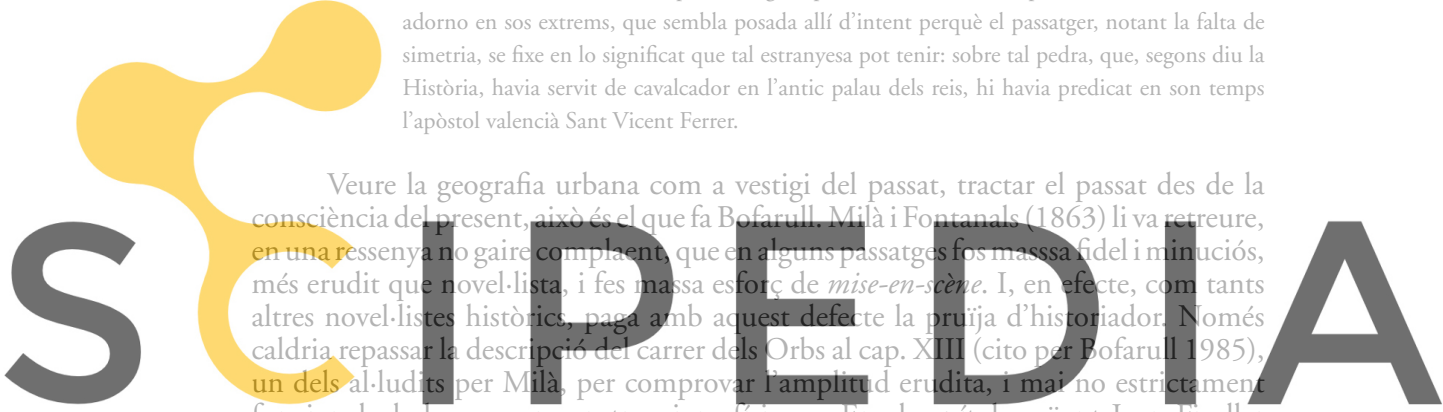 adorno en sos extrems, que sembla posada allí d’intent perquè el passatger, notant la falta de
simetria, se fixe en lo significat que tal estranyesa pot tenir: sobre tal pedra, que, segons diu la
Història, havia servit de cavalcador en l’antic palau dels reis, hi havia predicat en son temps
l’apòstol valencià Sant Vicent Ferrer.
Veure la geografia urbana com a vestigi del passat, tractar el passat des de la
consciència del present, això és el que fa Bofarull. Milà i Fontanals (1863) li va retreure,
en una ressenya no gaire complaent, que en alguns passatges fos masssa fidel i minuciós,
més erudit que novel·lista, i fes massa esforç de mise-en-scène. I, en efecte, com tants
altres novel·listes històrics, paga amb aquest defecte la pruïja d’historiador. Només
caldria repassar la descripció del carrer dels Orbs al cap. XIII (cito per Bofarull 1985),
un dels al·ludits per Milà, per comprovar l’amplitud erudita, i mai no estrictament
SCIPEDIA